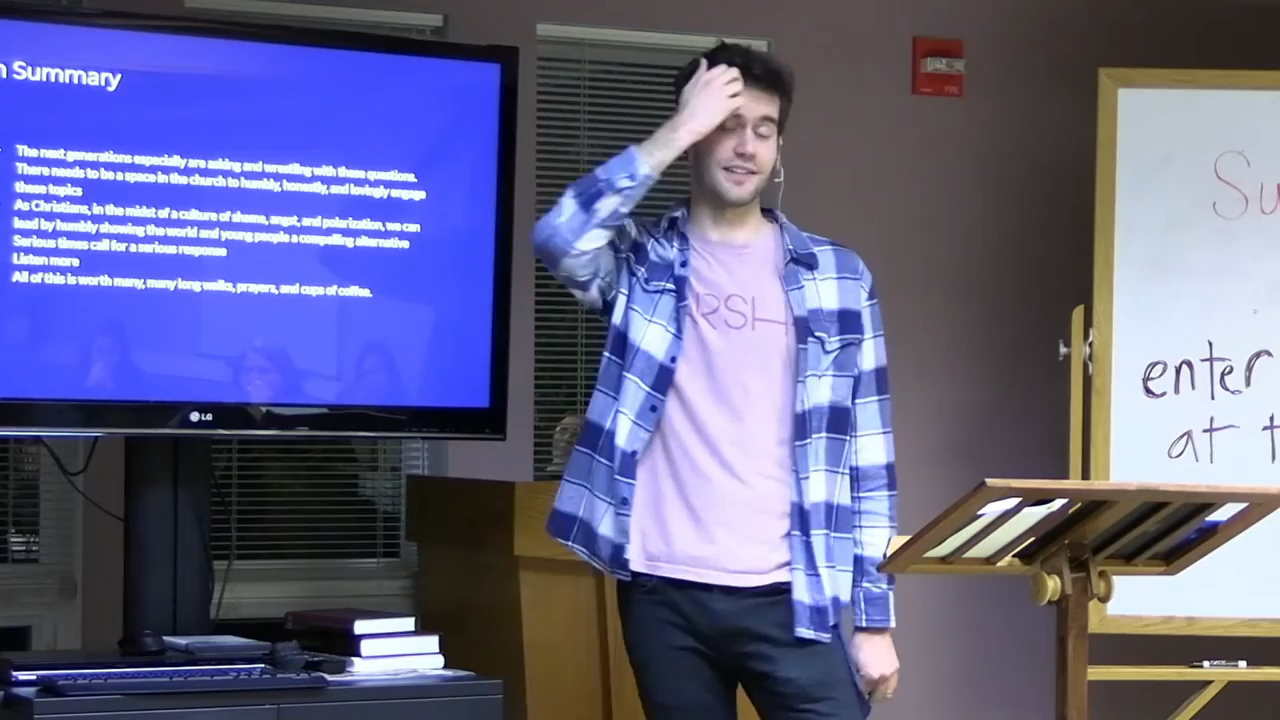 n Summary
The next generations especially are asking and wrestling with these questions.
There needs to be a space in the church to humbly, honestly, and lovingly engage
these topics
As Christians, in the midst of a culture of shame, angst, and polarization, we can
lead by humbly showing the world and young people a compelling alternative
Serious times call for a serious response
Listen more
All of this is worth many, many long walks, prayers, and cups of coffee.
LG
RSH
FIRE
Su
enter
at t